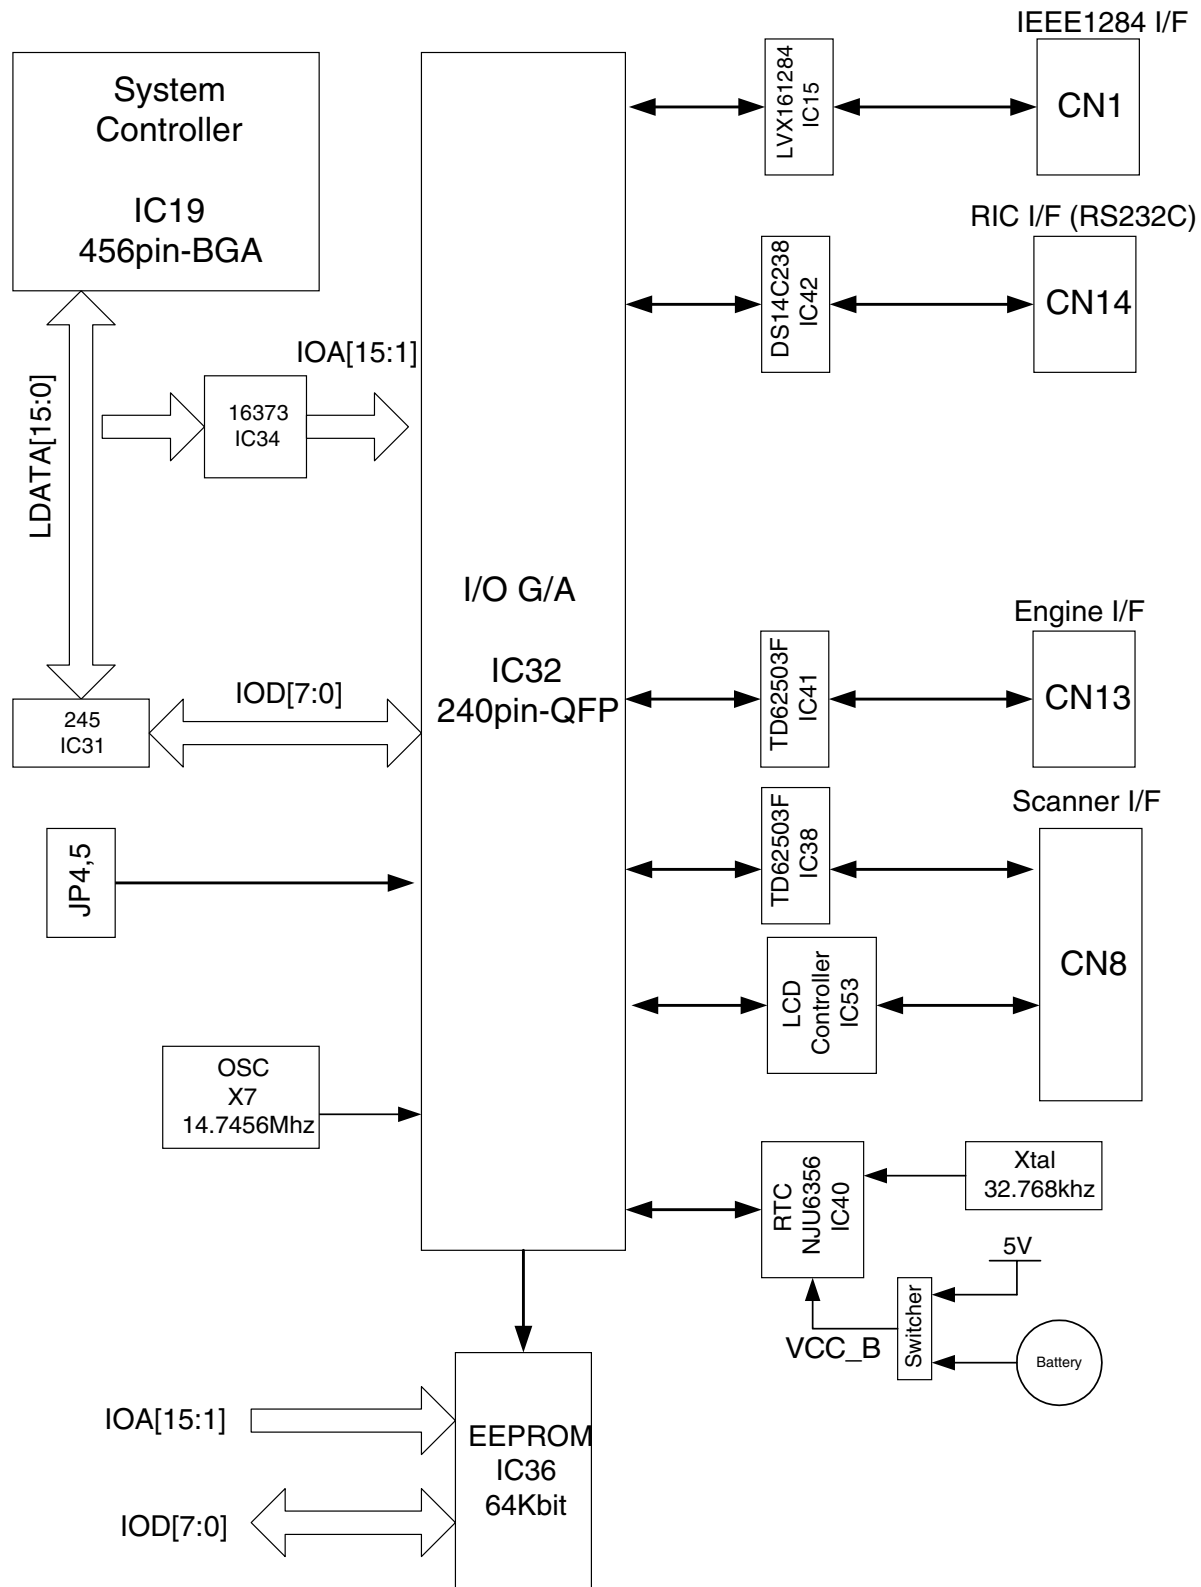 IEEE1284 I/F
System
Controller
IC19
456pin-BGA
LVX161284
IC15
CN1
RIC I/F (RS232C)
DS14C238
IC42
CN14
LDATA[15:0]
IOA[15:1]
16373
IC34
I/O G/A
IC32
240pin-QFP
Engine I/F
TD62503F
IC41
CN13
IOD[7:0]
245
IC31
Scanner I/F
TD62503F
IC38
CN8
JP4,5
LCD
Controller
IC53
OSC
X7
14.7456Mhz
RTC
NJU6356
IC40
Xtal
32.768khz
5V
Switcher
VCC_B
Battery
IOA[15:1]
EEPROM
IC36
64Kbit
IOD[7:0]